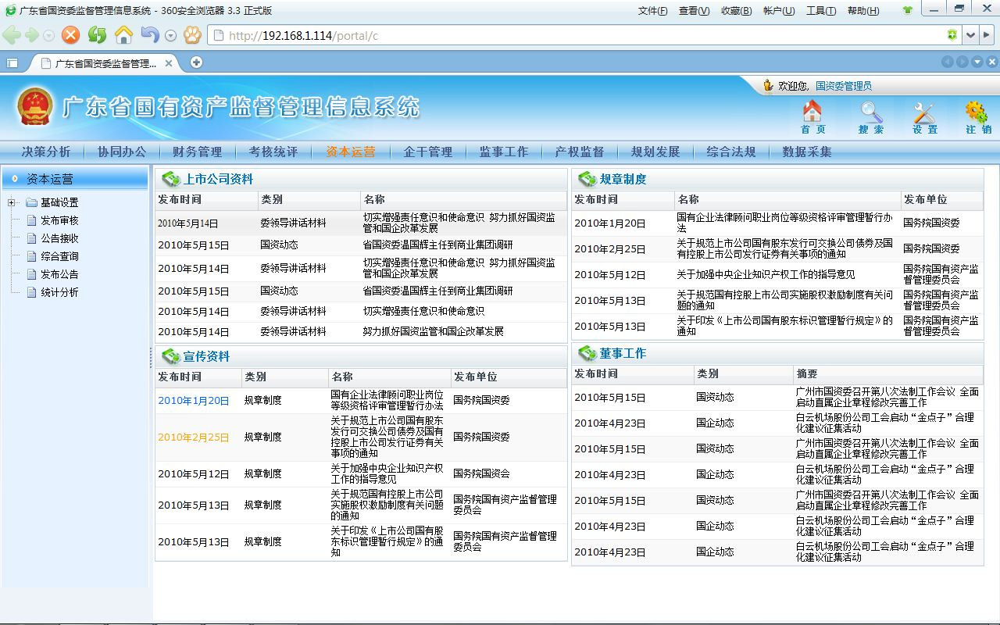 广东省国资委监督管理信息系统 - 360安全浏览器 3.3 正式版
文件(F) 查看(V) 收藏(B) 帐户(U) 工具(T) 帮助(H)
http://192.168.1.114/portal/c
广东省国资委监督管理...
欢迎您, 国资委管理员
广东省国有资产监督管理信息系统
首 页 搜 索 设 置 注 销
决策分析 协同办公 财务管理 考核统评 资本运营 企干管理 监事工作 产权监督 规划发展 综合法规 数据采集
资本运营
基础设置
发布审核
公告接收
综合查询
发布公告
统计分析
上市公司资料
发布时间 类别 名称
2010年5月14日 委领导讲话材料 切实增强责任意识和使命意识 努力抓好国资监
管和国企改革发展
2010年5月15日 国资动态 省国资委温国辉主任到商业集团调研
2010年5月14日 委领导讲话材料 切实增强责任意识和使命意识 努力抓好国资监
管和国企改革发展
2010年5月15日 国资动态 省国资委温国辉主任到商业集团调研
2010年5月14日 委领导讲话材料 切实增强责任意识和使命意识
2010年5月14日 委领导讲话材料 努力抓好国资监管和国企改革发展
规章制度
发布时间 名称 发布单位
2010年1月20日 国有企业法律顾问职业岗位等级资格评审管理暂行办
法 国务院国资委
2010年2月25日 关于规范上市公司国有股东发行可交换公司债券及国
有控股上市公司发行证券有关事项的通知 国务院国资委
2010年5月12日 关于加强中央企业知识产权工作的指导意见 国务院国有资产监
督管理委员会
2010年5月13日 关于规范国有控股上市公司实施股权激励制度有关问
题的通知 国务院国有资产监
督管理委员会
2010年5月13日 关于印发《上市公司国有股东标识管理暂行规定》的
通知 国务院国有资产监
督管理委员会
宣传资料
发布时间 类别 名称 发布单位
2010年1月20日 规章制度 国有企业法律顾问职业岗位
等级资格评审管理暂行办法 国务院国资委
2010年2月25日 规章制度 关于规范上市公司国有股东
发行可交换公司债券及国有
控股上市公司发行证券有关
事项的通知 国务院国资委
2010年5月12日 规章制度 关于加强中央企业知识产权
工作的指导意见 国务院国资会
2010年5月13日 规章制度 关于规范国有控股上市公司
实施股权激励制度有关问题
的通知 国务院国有资产监督管理
委员会
2010年5月13日 规章制度 关于印发《上市公司国有股
东标识管理暂行规定》的通
知 国务院国有资产监督管理
委员会
董事工作
发布时间 类别 摘要
2010年5月15日 国资动态 广州市国资委召开第八次法制工作会议 全面
启动直属企业章程修改完善工作
2010年4月23日 国企动态 白云机场股份公司工会启动“金点子”合理
化建议征集活动
2010年5月15日 国资动态 广州市国资委召开第八次法制工作会议 全面
启动直属企业章程修改完善工作
2010年4月23日 国企动态 白云机场股份公司工会启动“金点子”合理
化建议征集活动
2010年5月15日 国资动态 广州市国资委召开第八次法制工作会议 全面
启动直属企业章程修改完善工作
2010年4月23日 国企动态 白云机场股份公司工会启动“金点子”合理
化建议征集活动
2010年4月23日 国企动态 白云机场股份公司工会启动“金点子”合理
化建议征集活动